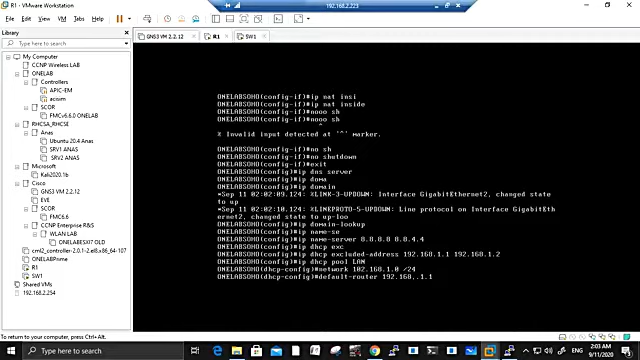 R1 - VMware Workstation
192.168.2.223
File Edit View VM Tabs Help
Library
Type here to search
My Computer
CCNP Wireless LAB
ONELAB
Controllers
APIC-EM
acisim
SCOR
FMCv6.6.0 ONELAB
RHCSA_RHCSE
Anas
Ubuntu 20.4 Anas
SRV1 ANAS
SRV2 ANAS
Microsoft
Kali2020.1b
Cisco
GNS3 VM 2.2.12
EVE
SCOR
FMC6.6
CCNP Enterprise R&S
WLAN LAB
ONELABESXI7 OLD
cml2_controller-2.0.1-2.el8.x86_64-107
ONELABPnme
R1
SW1
Shared VMs
192.168.2.254
GNS3 VM 2.2.12
R1
SW1
ONELABSOHO(config-if)#ip nat insi
ONELABSOHO(config-if)#ip nat inside
ONELABSOHO(config-if)#nooo sh
ONELABSOHO(config-if)#nooo sh
^
% Invalid input detected at '^' marker.
ONELABSOHO(config-if)#no sh
ONELABSOHO(config-if)#no shutdown
ONELABSOHO(config-if)#exit
ONELABSOHO(config)#ip dns server
ONELABSOHO(config)#ip doma
ONELABSOHO(config)#ip domain
*Sep 11 02:02:09.124: %LINK-3-UPDOWN: Interface GigabitEthernet2, changed state
to up
*Sep 11 02:02:10.124: %LINEPROTO-5-UPDOWN: Line protocol on Interface GigabitEth
ernet2, changed state to up-loo
ONELABSOHO(config)#ip domain-lookup
ONELABSOHO(config)#ip name-se
ONELABSOHO(config)#ip name-server 8.8.8.8 8.8.4.4
ONELABSOHO(config)#ip dhcp exc
ONELABSOHO(config)#ip dhcp excluded-address 192.168.1.1 192.168.1.2
ONELABSOHO(config)#ip dhcp pool LAN
ONELABSOHO(dhcp-config)#network 102.168.1.0 /24
ONELABSOHO(dhcp-config)#default-router 192.168,.1.1
To return to your computer, press Ctrl+Alt.
Type here to search
ENG
2:03 AM
9/11/2020